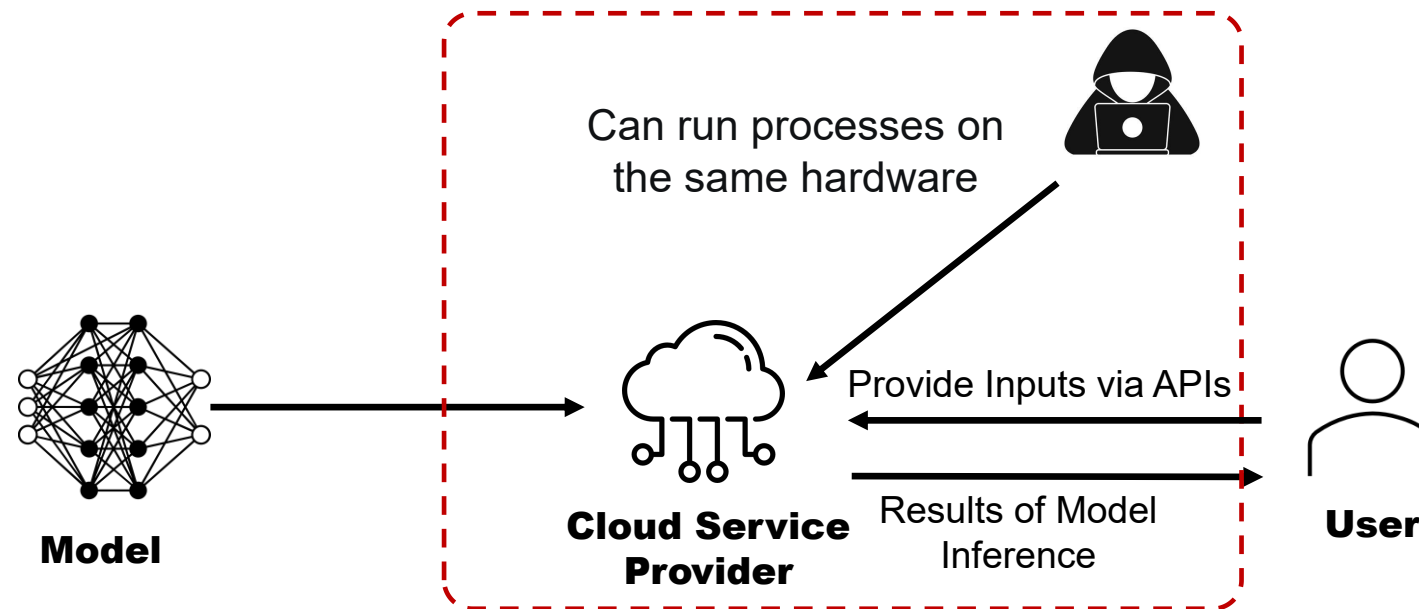 Can run processes on
the same hardware
Provide Inputs via APIs
Results of Model
Inference
Cloud Service
Provider
Model
User